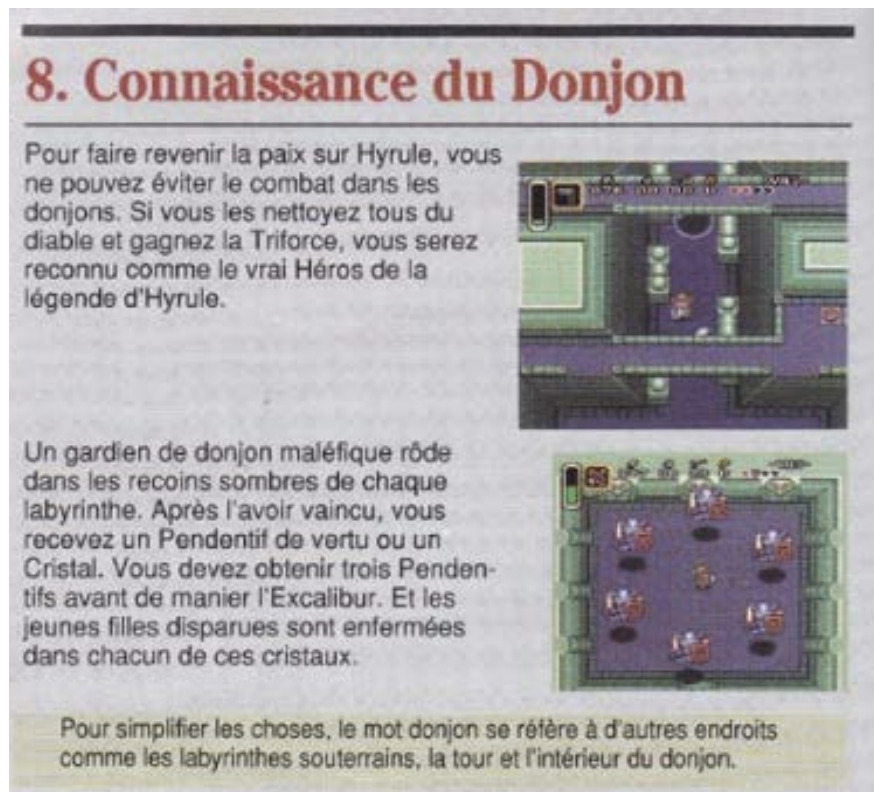 8. Connaissance du Donjon
Pour faire revenir la paix sur Hyrule, vous
ne pouvez éviter le combat dans les
donjons. Si vous les nettoyez tous du
diable et gagnez la Triforce, vous serez
reconnu comme le vrai Héros de la
légende d'Hyrule.
Un gardien de donjon maléfique rôde
dans les recoins sombres de chaque
labyrinthe. Après l'avoir vaincu, vous
recevez un Pendentif de vertu ou un
Cristal. Vous devez obtenir trois Penden-
tifs avant de manier l'Excalibur. Et les
jeunes filles disparues sont enfermées
dans chacun de ces cristaux.
Pour simplifier les choses, le mot donjon se réfère à d'autres endroits
comme les labyrinthes souterrains, la tour et l'intérieur du donjon.